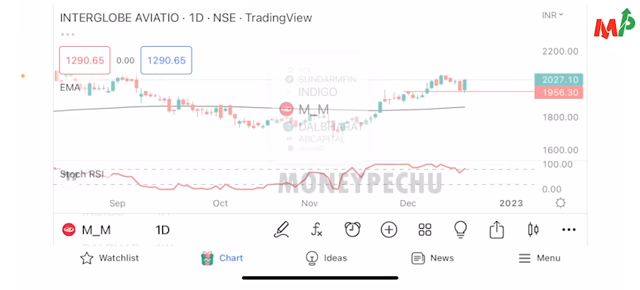 INTERGLOBE AVIATIO · 1D · NSE · TradingView
INR
MP
1290.65 0.00 1290.65
2200.00
EMA
SUNDARMFIN
INDIGO
M_M
DALBHARAT
ABCAPITAL
2027.10
1956.30
1800.00
1600.00
Stoch RSI
MONEYPECHU
100.00
0.00
Sep Oct Nov Dec 2023
M_M 1D
Watchlist Chart Ideas News Menu